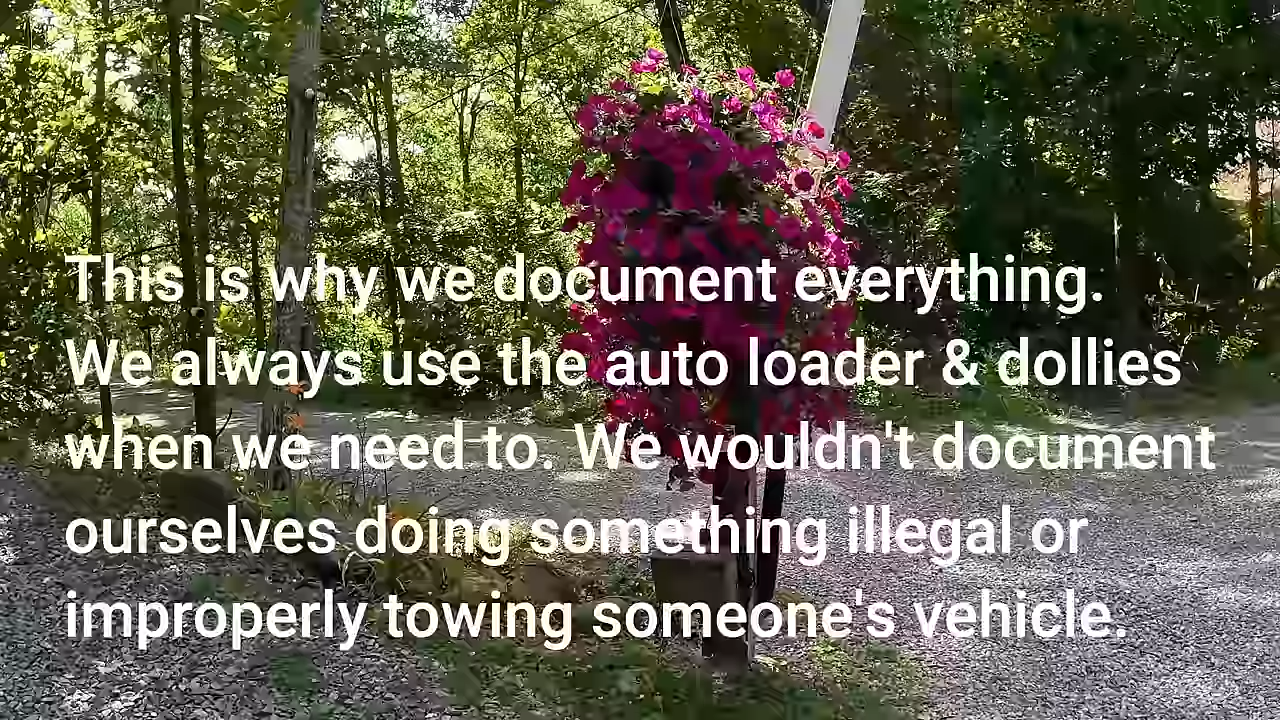 This is why we document everything.
We always use the auto loader & dollies
when we need to. We wouldn't document
ourselves doing something illegal or
improperly towing someone's vehicle.